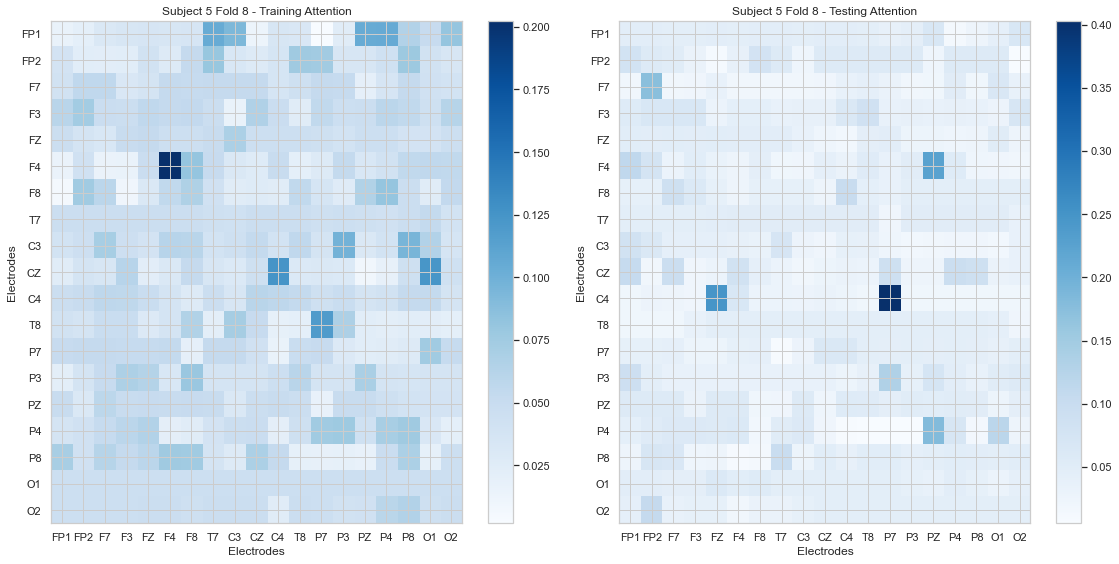 Subject 5 Fold 8 - Training Attention
Subject 5 Fold 8 - Testing Attention
Electrodes
FP1
FP2
F7
F3
FZ
F4
F8
T7
C3
CZ
C4
T8
P7
P3
PZ
P4
P8
O1
O2
FP1 FP2 F7 F3 FZ F4 F8 T7 C3 CZ C4 T8 P7 P3 PZ P4 P8 O1 O2
Electrodes
0.200
0.175
0.150
0.125
0.100
0.075
0.050
0.025
Electrodes
FP1
FP2
F7
F3
FZ
F4
F8
T7
C3
CZ
C4
T8
P7
P3
PZ
P4
P8
O1
O2
FP1 FP2 F7 F3 FZ F4 F8 T7 C3 CZ C4 T8 P7 P3 PZ P4 P8 O1 O2
Electrodes
0.40
0.35
0.30
0.25
0.20
0.15
0.10
0.05